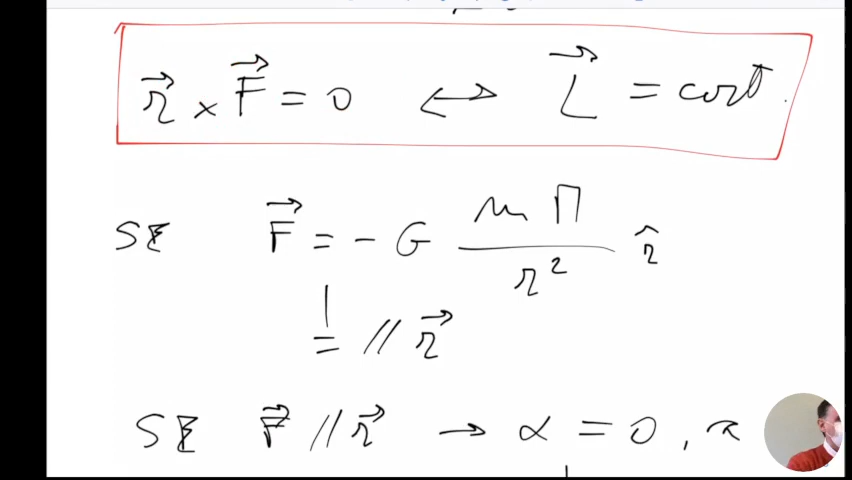 r⃗ × F⃗ = 0 ↔ L⃗ = cost.
SE F⃗ = - G mM/r² r̂
= // r⃗
SE F⃗ // r⃗ → α = 0, π